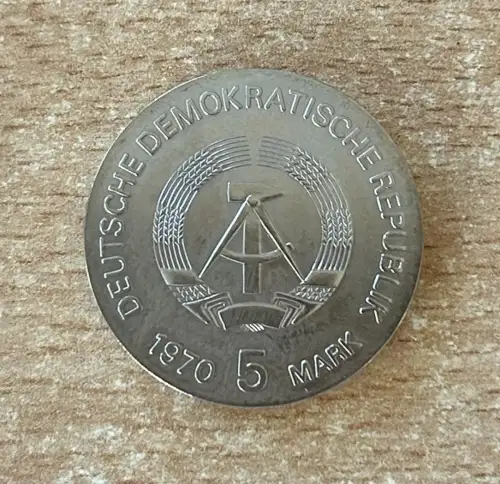 DEUTSCHE DEMOKRATISCHE REPUBLIK
1970 5 MARK